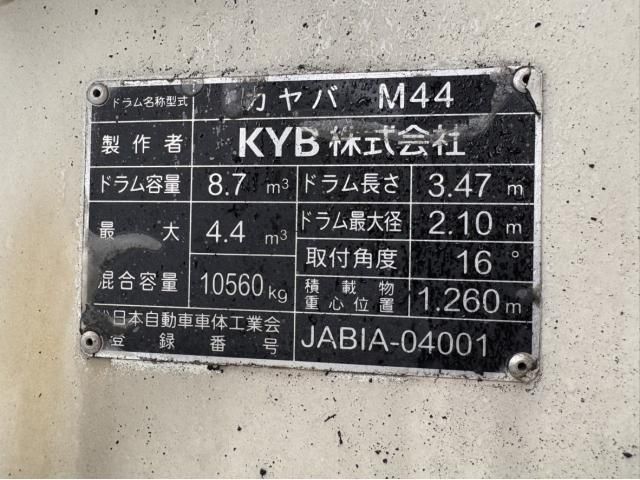 ドラム名称型式 カヤバ M44
製作者 KYB株式会社
ドラム容量 8.7 m³ ドラム長さ 3.47 m
最大 4.4 m³ ドラム最大径 2.10 m
取付角度 16°
混合容量 10560 kg 積載物重心位置 1.260 m
日本自動車車体工業会
登録番号 JABIA-04001